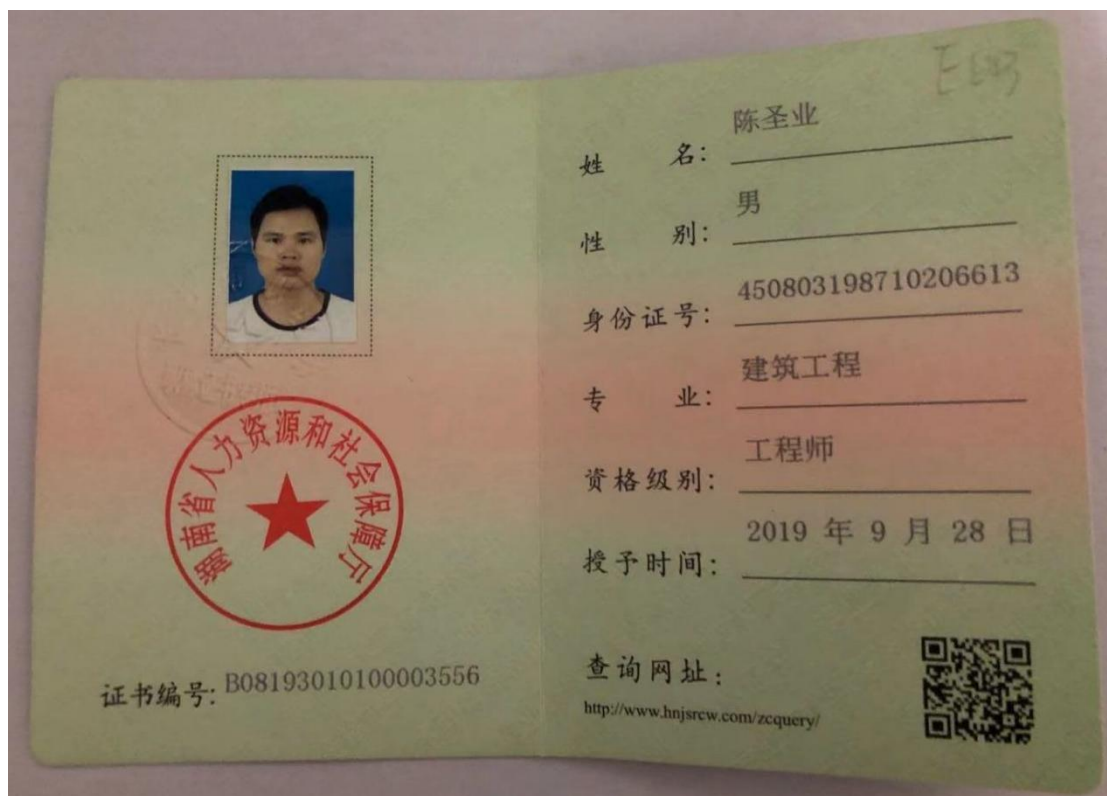 湖南省人力资源和社会保障厅
证书编号: B08193010100003556
姓名: 陈圣业
性别: 男
身份证号: 450803198710206613
专业: 建筑工程
资格级别: 工程师
授予时间: 2019 年 9 月 28 日
查询网址:
http://www.hnjsrcw.com/zcquery/